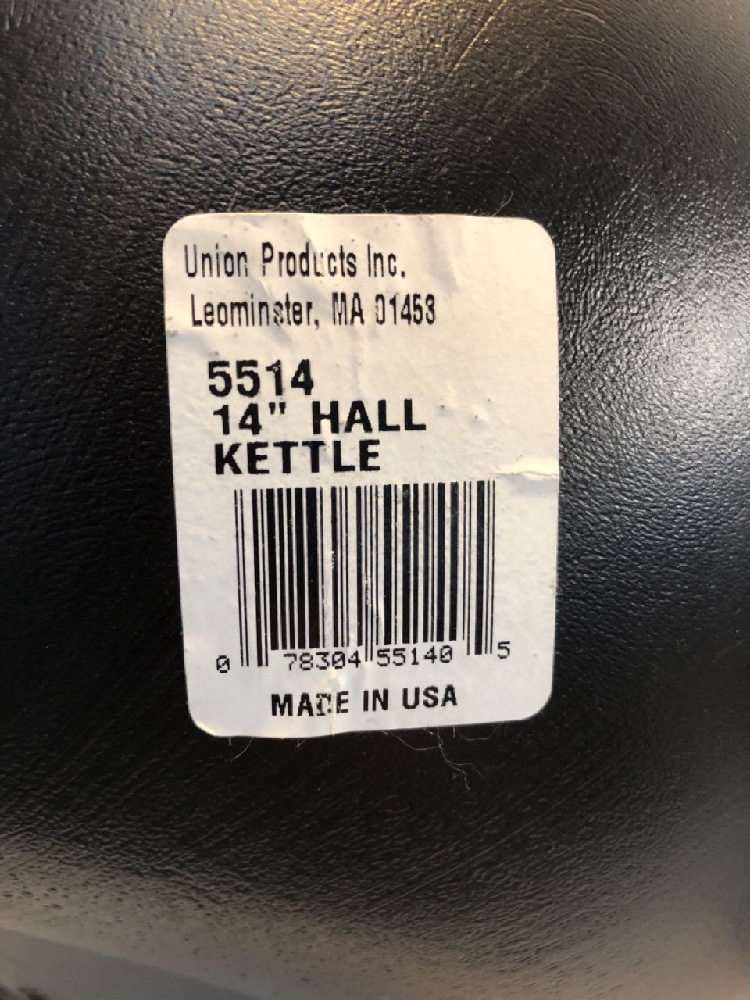 Union Products Inc.
Leominster, MA 01453
5514
14" HALL
KETTLE
0 78304 55140 5
MADE IN USA